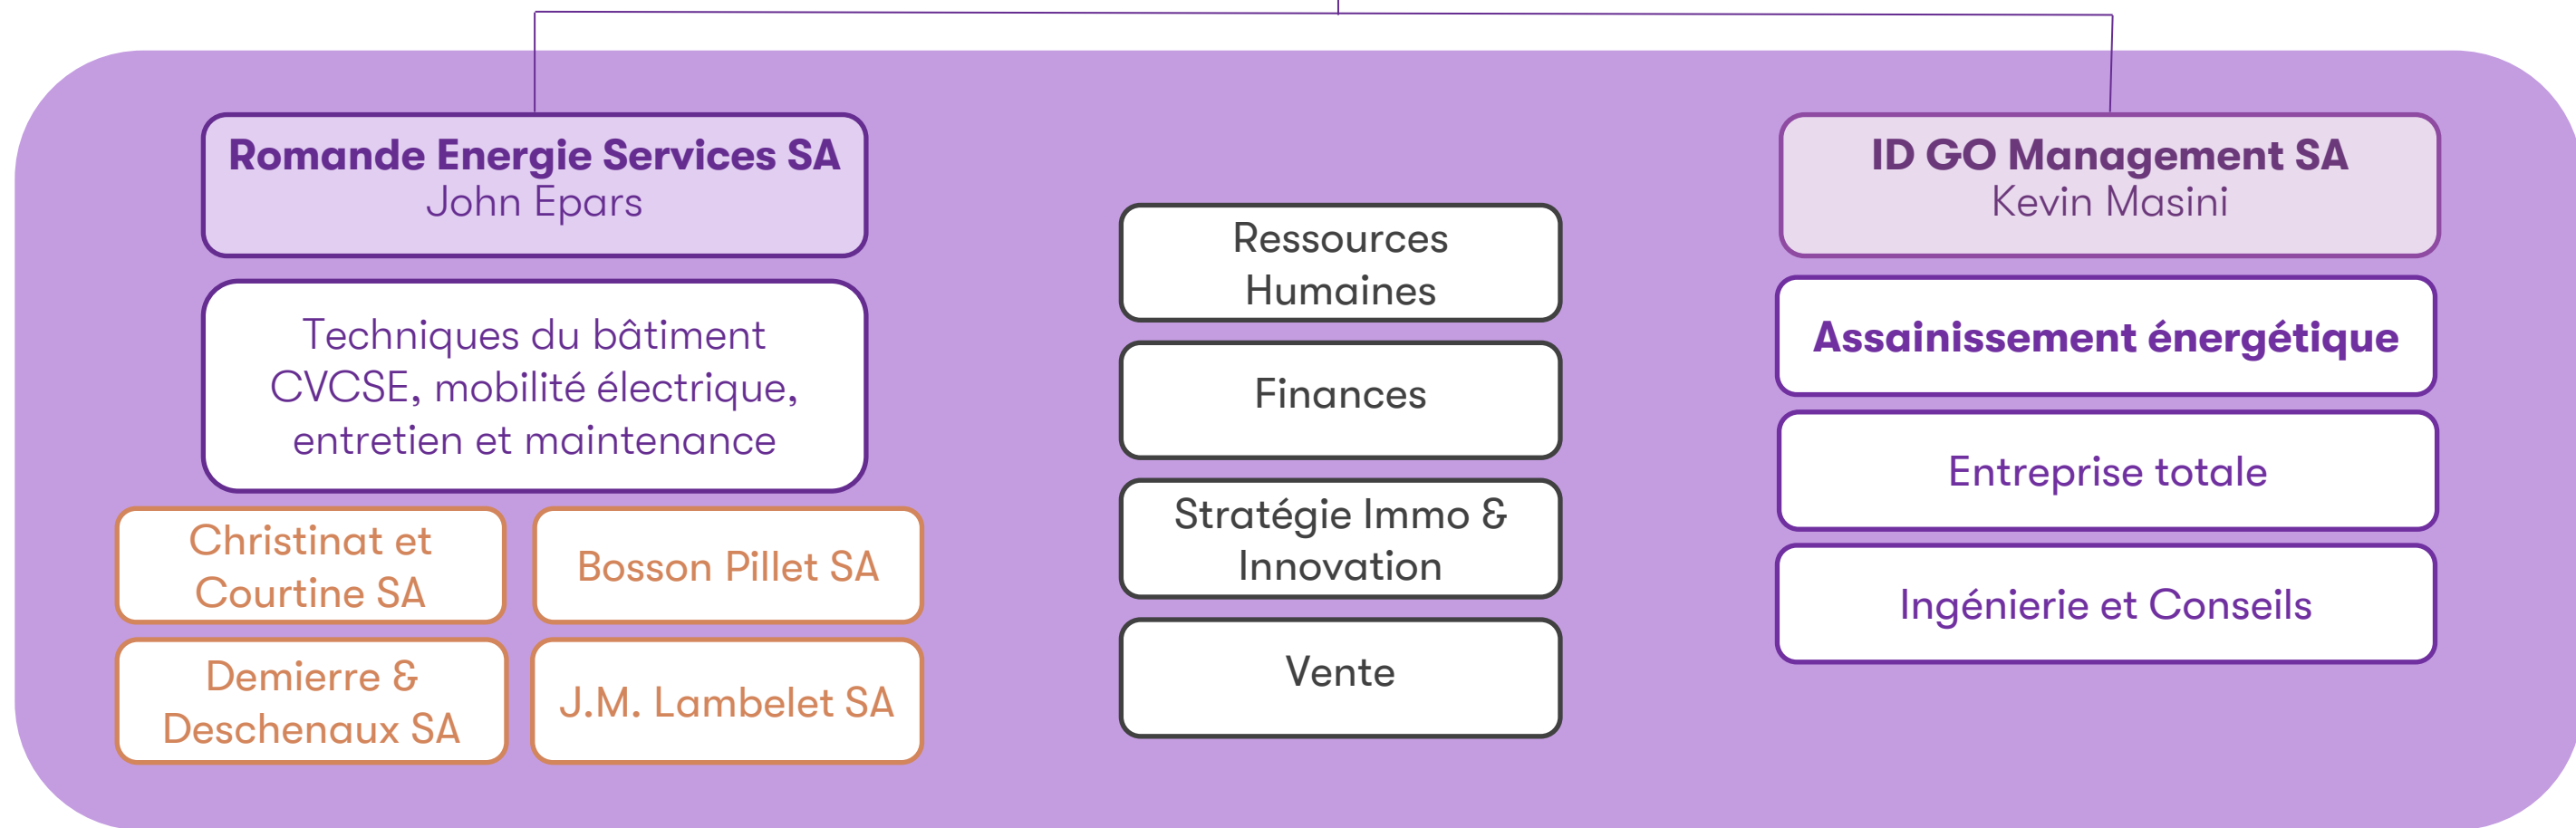 Romande Energie Services SA
John Epars
Techniques du bâtiment
CVCSE, mobilité électrique,
entretien et maintenance
Christinat et
Courtine SA
Bosson Pillet SA
Demierre &
Deschenaux SA
J.M. Lambelet SA
Ressources
Humaines
Finances
Stratégie Immo &
Innovation
Vente
ID GO Management SA
Kevin Masini
Assainissement énergétique
Entreprise totale
Ingénierie et Conseils